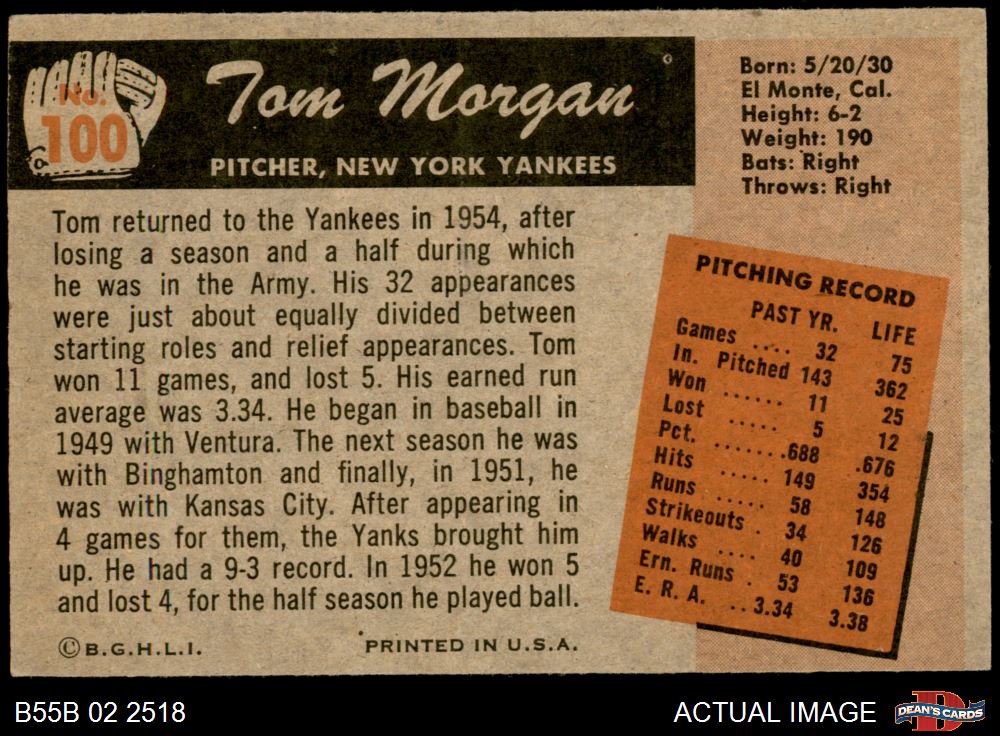 No.
100
Tom Morgan
PITCHER, NEW YORK YANKEES
Born: 5/20/30
El Monte, Cal.
Height: 6-2
Weight: 190
Bats: Right
Throws: Right
Tom returned to the Yankees in 1954, after
losing a season and a half during which
he was in the Army. His 32 appearances
were just about equally divided between
starting roles and relief appearances. Tom
won 11 games, and lost 5. His earned run
average was 3.34. He began in baseball in
1949 with Ventura. The next season he was
with Binghamton and finally, in 1951, he
was with Kansas City. After appearing in
4 games for them, the Yanks brought him
up. He had a 9-3 record. In 1952 he won 5
and lost 4, for the half season he played ball.
PITCHING RECORD
PAST YR. LIFE
Games .... 32 75
In. Pitched 143 362
Won ...... 11 25
Lost ..... 5 12
Pct. .......688 .676
Hits ..... 149 354
Runs ..... 58 148
Strikeouts . 34 126
Walks .... 40 109
Ern. Runs . 53 136
E. R. A. ..3.34 3.38
© B.G.H.L.I.
PRINTED IN U.S.A.
B55B 02 2518
ACTUAL IMAGE
D
DEAN'S CARDS